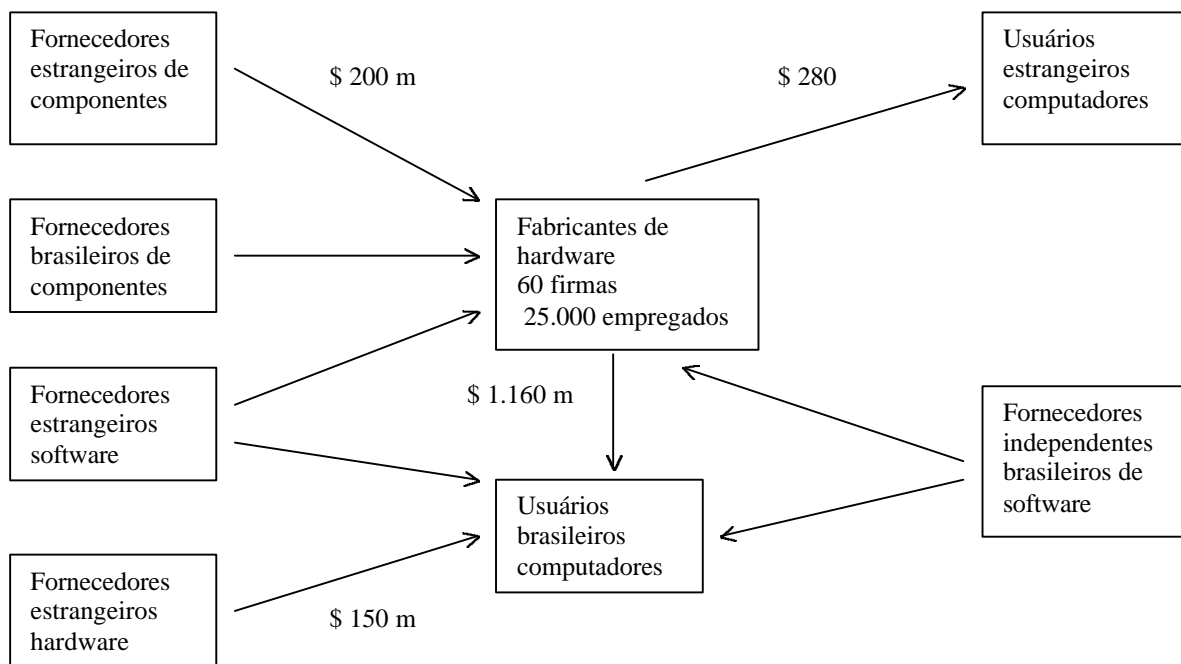 Fornecedores
estrangeiros de
componentes
$ 200 m
$ 280
Usuários
estrangeiros
computadores
Fornecedores
brasileiros de
componentes
Fabricantes de
hardware
60 firmas
25.000 empregados
Fornecedores
estrangeiros
software
$ 1.160 m
Fornecedores
independentes
brasileiros de
software
Usuários
brasileiros
computadores
Fornecedores
estrangeiros
hardware
$ 150 m